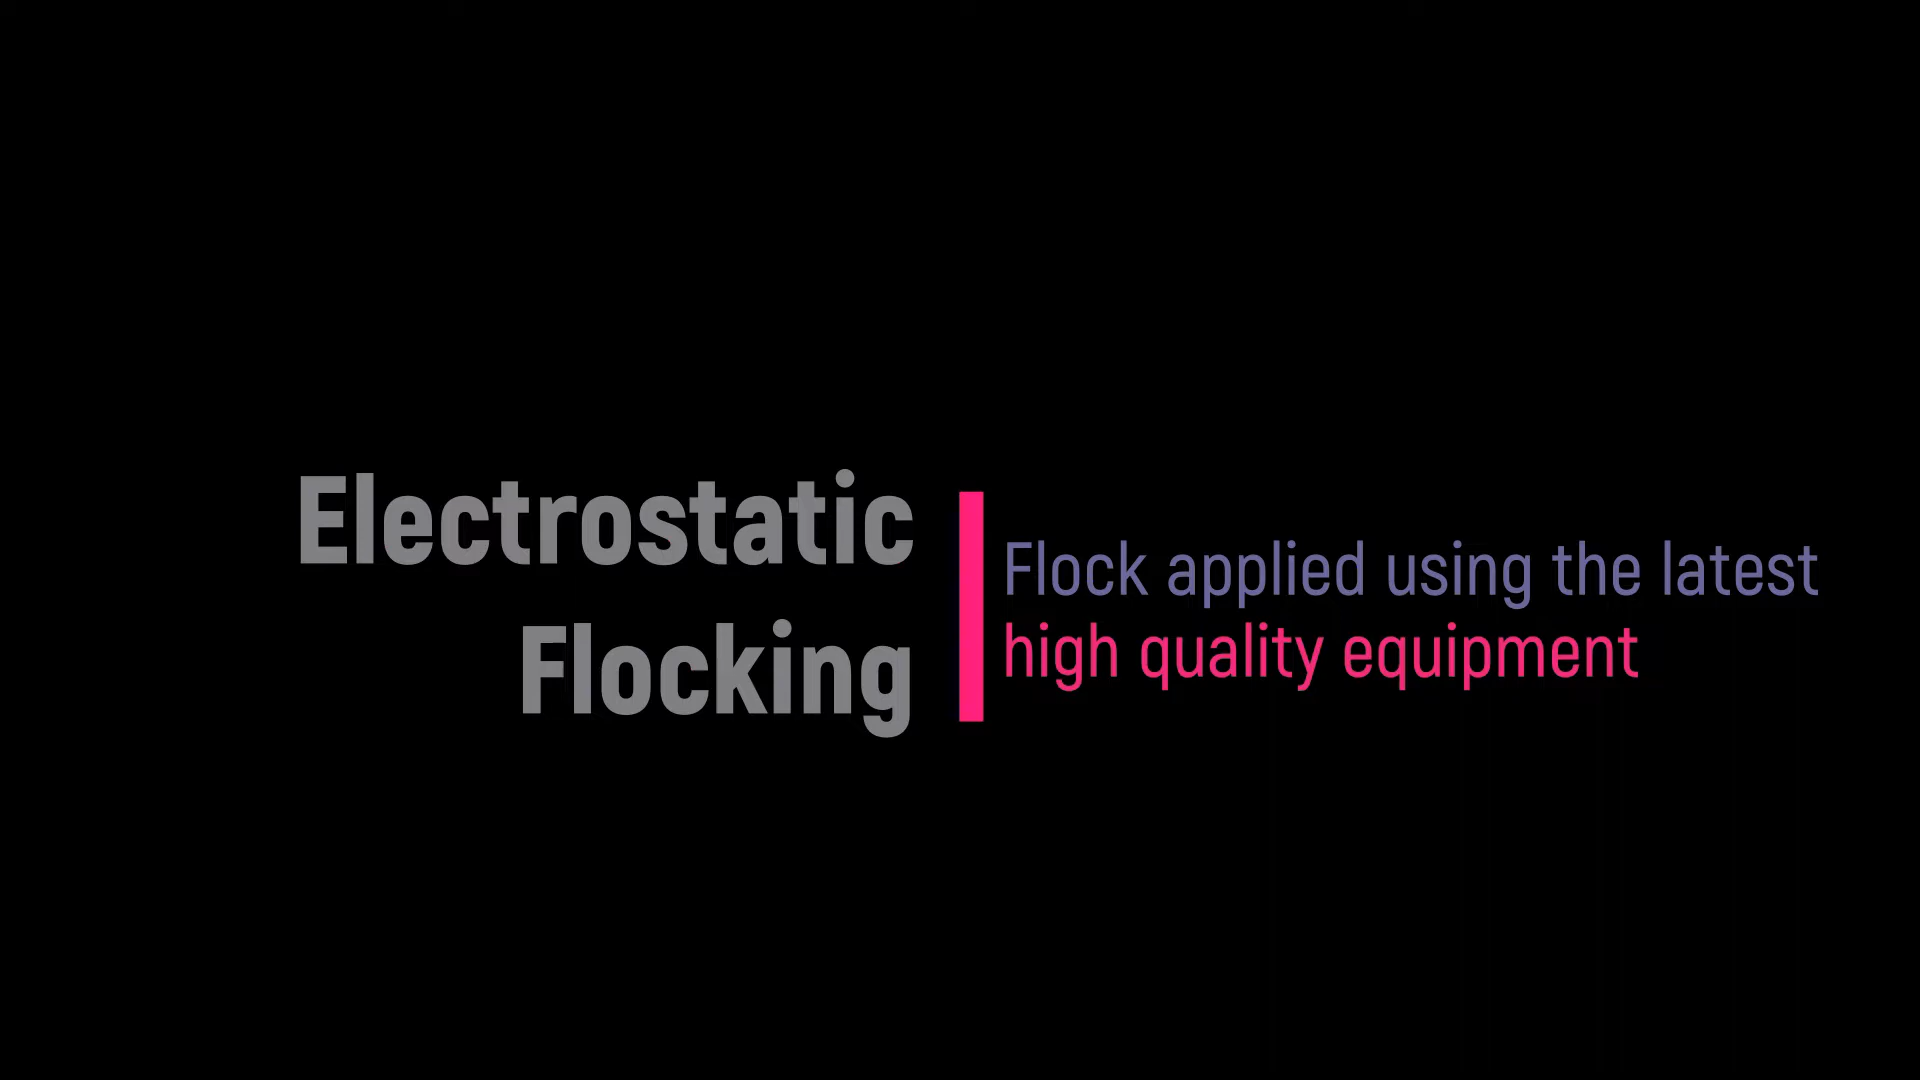 Electrostatic
Flocking
Flock applied using the latest
high quality equipment